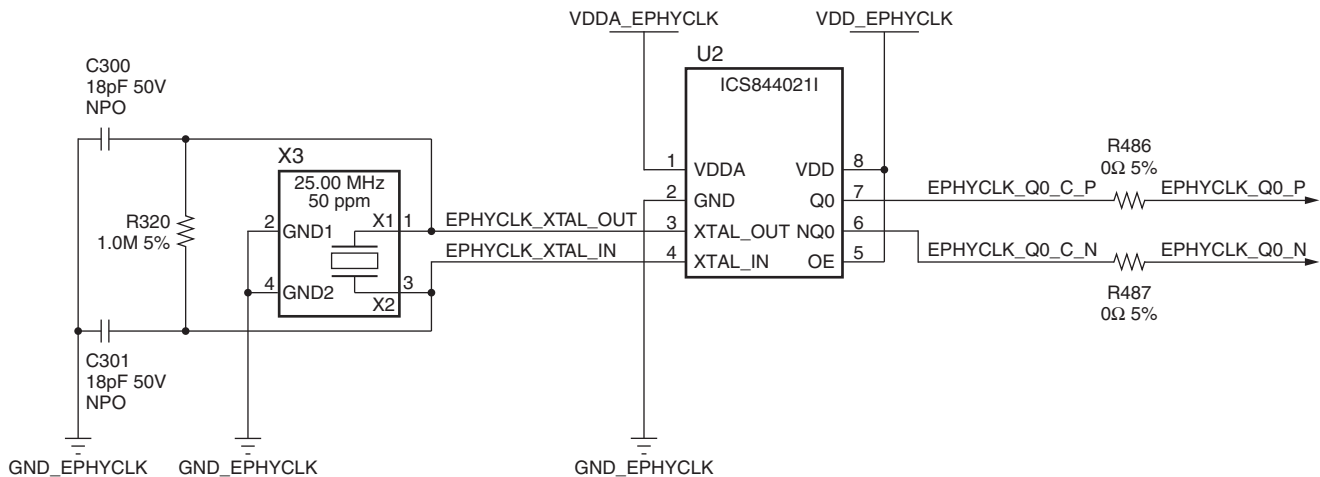 VDDA_EPHYCLK
VDD_EPHYCLK
U2
ICS844021I
C300
18pF 50V
NPO
R320
1.0M 5%
C301
18pF 50V
NPO
X3
25.00 MHz
50 ppm
X1 1
2 GND1
4 GND2
X2 3
EPHYCLK_XTAL_OUT
EPHYCLK_XTAL_IN
1 VDDA
2 GND
3 XTAL_OUT
4 XTAL_IN
VDD 8
Q0 7
NQ0 6
OE 5
R486
0Ω 5%
EPHYCLK_Q0_C_P
EPHYCLK_Q0_P
EPHYCLK_Q0_C_N
EPHYCLK_Q0_N
R487
0Ω 5%
GND_EPHYCLK
GND_EPHYCLK
GND_EPHYCLK